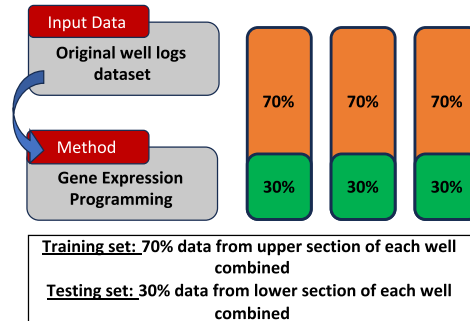 Input Data
Original well logs
dataset
Method
Gene Expression
Programming
70% 70% 70%
30% 30% 30%
Training set: 70% data from upper section of each well
combined
Testing set: 30% data from lower section of each well
combined